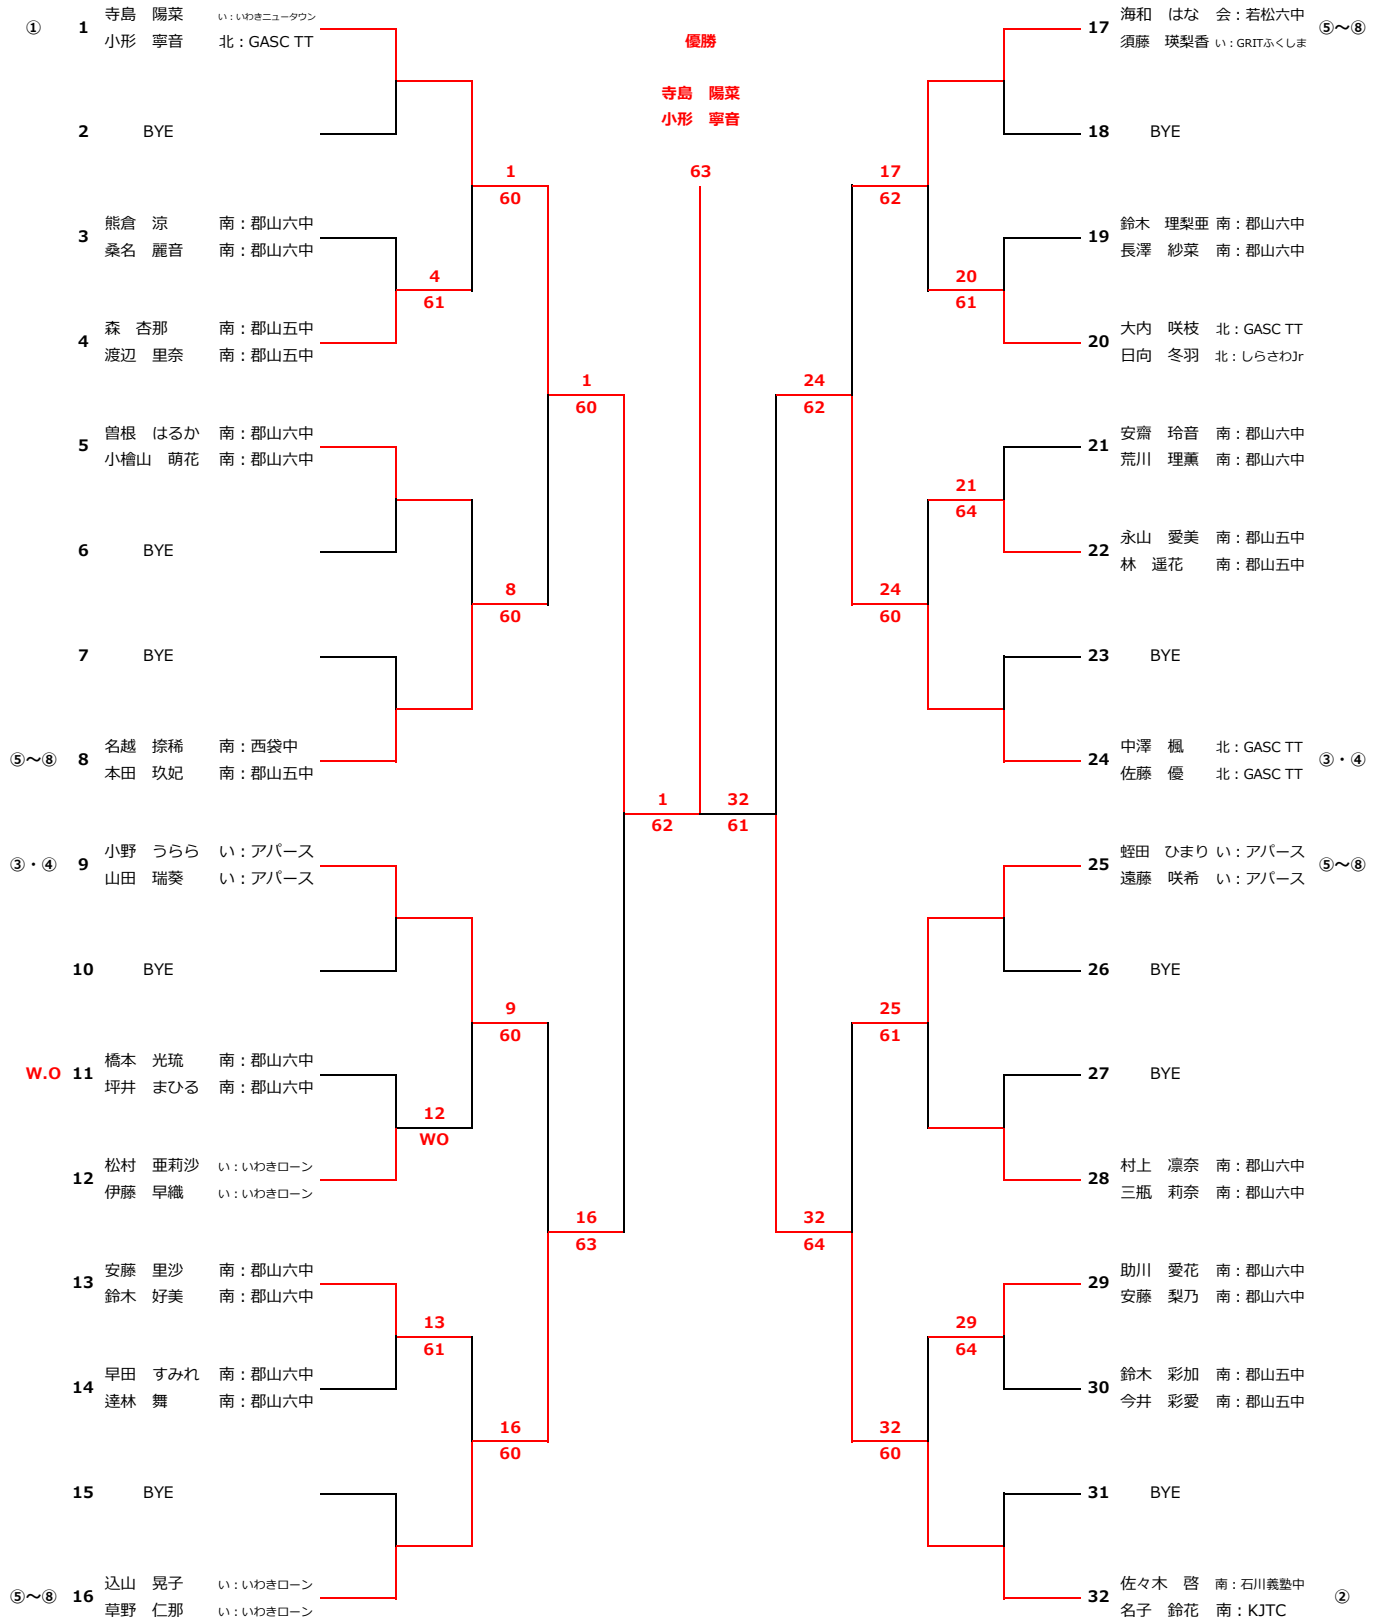 ① 1 寺島　陽菜 い：いわきニュータウン
小形　寧音 北：GASC TT
2 BYE
3 熊倉　涼 南：郡山六中
桑名　麗音 南：郡山六中
4 森　杏那 南：郡山五中
渡辺　里奈 南：郡山五中
5 曽根　はるか 南：郡山六中
小檜山　萌花 南：郡山六中
6 BYE
7 BYE
⑤～⑧ 8 名越　捺稀 南：西袋中
本田　玖妃 南：郡山五中
③・④ 9 小野　うらら い：アパース
山田　瑞葵 い：アパース
10 BYE
W.O 11 橋本　光琉 南：郡山六中
坪井　まひる 南：郡山六中
12 松村　亜莉沙 い：いわきローン
伊藤　早織 い：いわきローン
13 安藤　里沙 南：郡山六中
鈴木　好美 南：郡山六中
14 早田　すみれ 南：郡山六中
達林　舞 南：郡山六中
15 BYE
⑤～⑧ 16 込山　晃子 い：いわきローン
草野　仁那 い：いわきローン
4
61
12
WO
13
61
1
60
8
60
9
60
16
60
1
60
16
63
1
62
優勝
寺島　陽菜
小形　寧音
63
32
61
24
62
32
64
17
62
24
60
25
61
32
60
20
61
21
64
29
64
17 海和　はな 会：若松六中 ⑤～⑧
須藤　瑛梨香 い：GRITふくしま
18 BYE
19 鈴木　理梨亜 南：郡山六中
長澤　紗菜 南：郡山六中
20 大内　咲枝 北：GASC TT
日向　冬羽 北：しらさわJr
21 安齋　玲音 南：郡山六中
荒川　理薫 南：郡山六中
22 永山　愛美 南：郡山五中
林　遥花 南：郡山五中
23 BYE
24 中澤　楓 北：GASC TT ③・④
佐藤　優 北：GASC TT
25 蛭田　ひまり い：アパース ⑤～⑧
遠藤　咲希 い：アパース
26 BYE
27 BYE
28 村上　凛奈 南：郡山六中
三瓶　莉奈 南：郡山六中
29 助川　愛花 南：郡山六中
安藤　梨乃 南：郡山六中
30 鈴木　彩加 南：郡山五中
今井　彩愛 南：郡山五中
31 BYE
32 佐々木　啓 南：石川義塾中 ②
名子　鈴花 南：KJTC